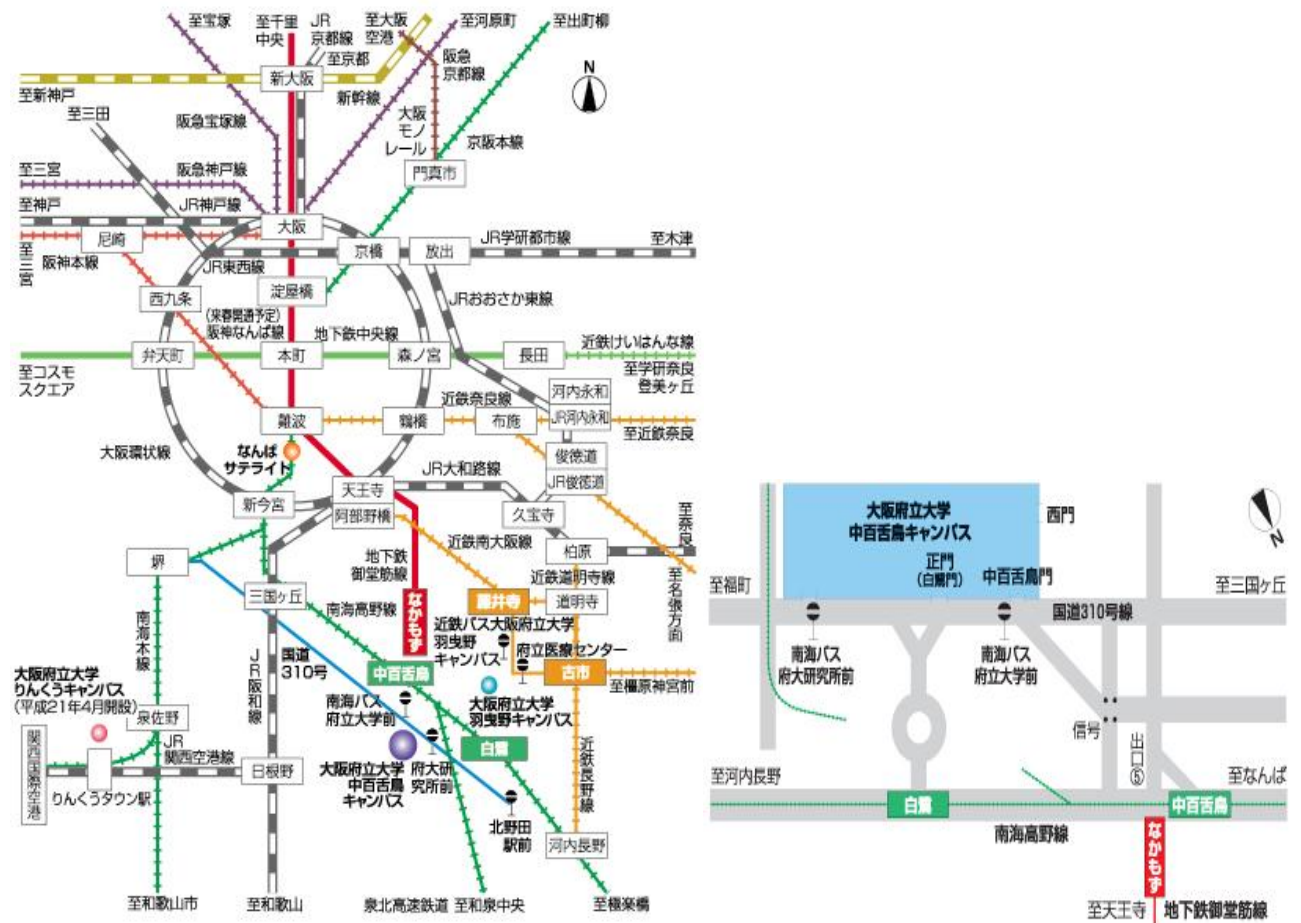 至宝塚
至千里
中央
JR
京都線
至京都
至大阪
空港
至河原町
至出町柳
阪急
京都線
新大阪
新幹線
至新神戸
至三田
阪急宝塚線
大阪
モノ
レール
京阪本線
N
門真市
至三宮
阪急神戸線
至神戸
JR神戸線
大阪
尼崎
JR学研都市線
至木津
京橋
放出
至三宮
阪神本線
JR東西線
淀屋橋
JRおおさか東線
西九条
(来春開通予定)
阪神なんば線
地下鉄中央線
近鉄けいはんな線
弁天町
本町
森ノ宮
長田
至コスモ
スクエア
至学研奈良
登美ヶ丘
河内永和
JR河内永和
近鉄奈良線
難波
鶴橋
布施
至近鉄奈良
大阪環状線
なんば
サテライト
俊徳道
JR俊徳道
JR大和路線
天王寺
阿部野橋
新今宮
久宝寺
至奈良
近鉄南大阪線
柏原
堺
地下鉄
御堂筋線
近鉄道明寺線
至名張方面
三国ヶ丘
南海高野線
なかもず
藤井寺
道明寺
南海本線
国道
310号
近鉄バス大阪府立大学
羽曳野
キャンパス
府立医療センター
JR阪和線
中百舌鳥
古市
至橿原神宮前
大阪府立大学
りんくうキャンパス
(平成21年4月開設)
南海バス
府立大学前
大阪府立大学
羽曳野キャンパス
泉佐野
JR
関西空港線
白鷺
近鉄長野線
関西国際空港
りんくうタウン駅
日根野
大阪府立大学
中百舌鳥
キャンパス
府大研
究所前
北野田
駅前
河内長野
至和歌山市
至和歌山
泉北高速鉄道
至和泉中央
至極楽橋
大阪府立大学
中百舌鳥キャンパス
西門
N
正門
(白鷺門)
中百舌鳥門
至福町
至三国ヶ丘
国道310号線
南海バス
府大研究所前
南海バス
府立大学前
信号
出口⑤
至河内長野
至なんば
白鷺
中百舌鳥
南海高野線
なかもず
至天王寺
地下鉄御堂筋線